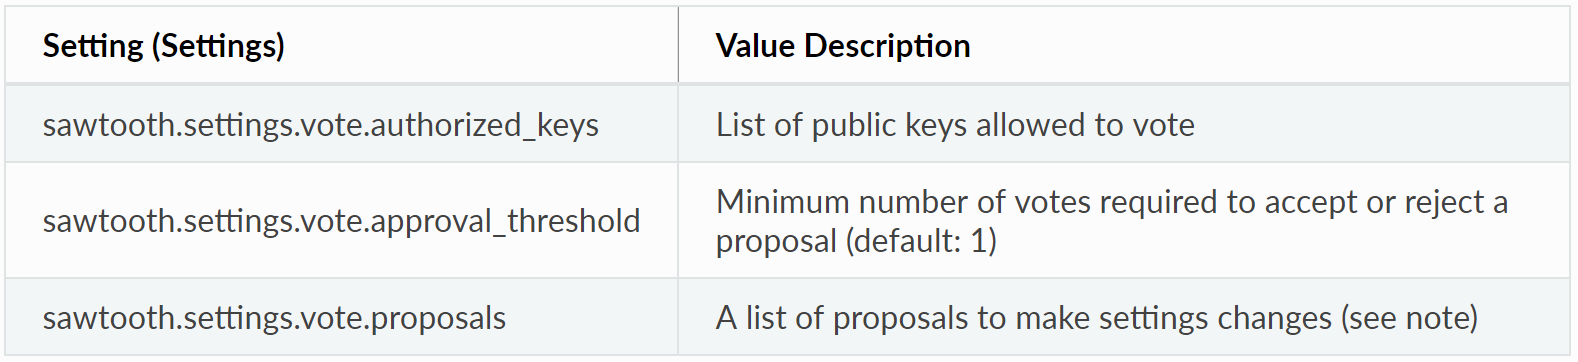 Setting (Settings) Value Description
sawtooth.settings.vote.authorized_keys List of public keys allowed to vote
sawtooth.settings.vote.approval_threshold Minimum number of votes required to accept or reject a
proposal (default: 1)
sawtooth.settings.vote.proposals A list of proposals to make settings changes (see note)